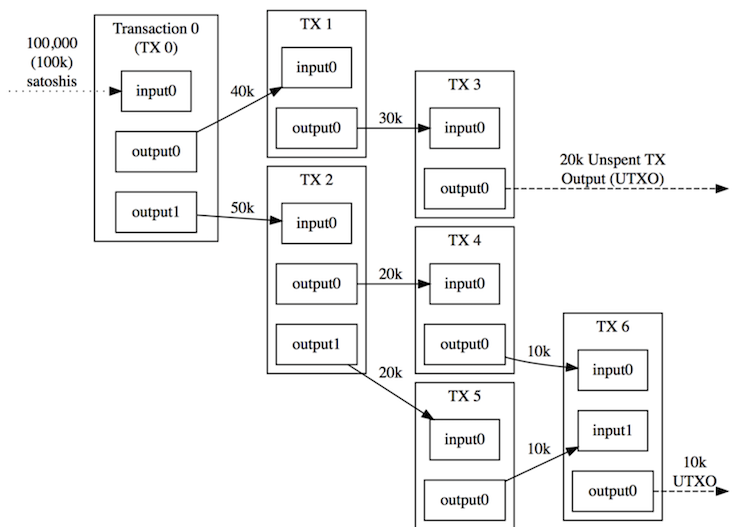 100,000
(100k)
satoshis
Transaction 0
(TX 0)
input0
output0
output1
40k
50k
TX 1
input0
output0
30k
TX 2
input0
output0
output1
20k
20k
TX 3
input0
output0
20k Unspent TX
Output (UTXO)
TX 4
input0
output0
10k
TX 5
input0
output0
10k
TX 6
input0
input1
output0
10k
UTXO